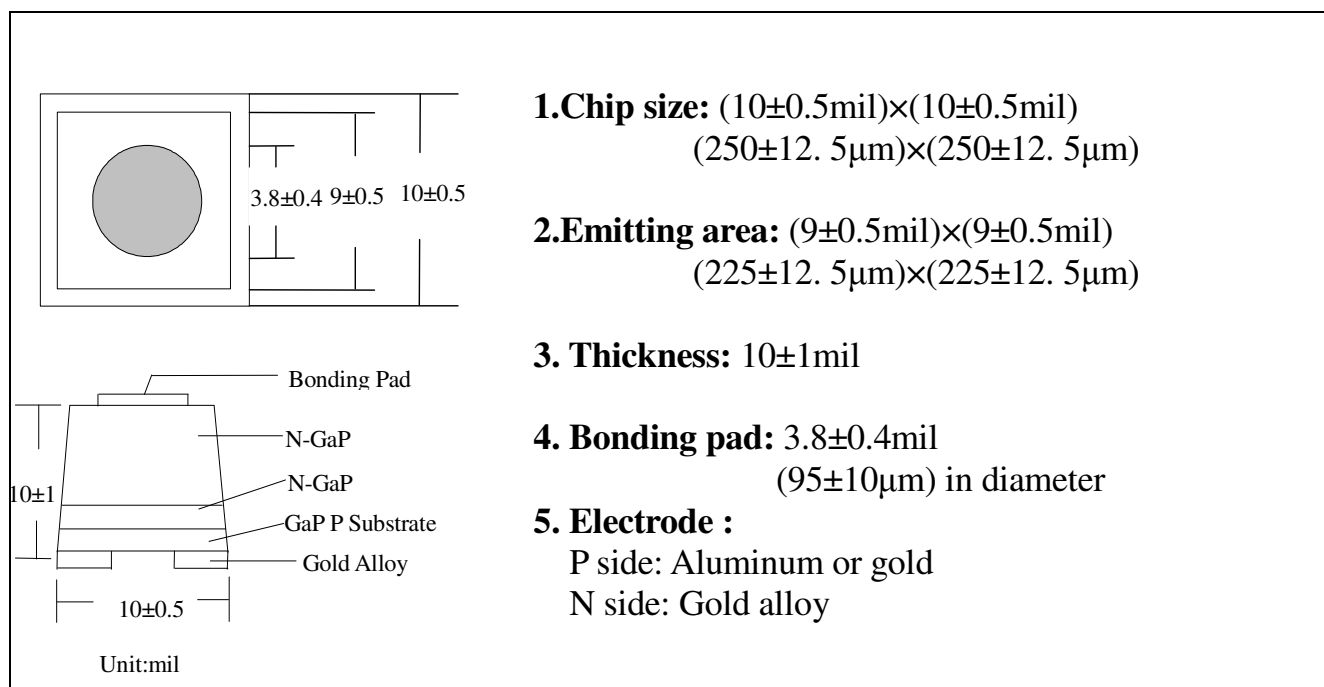 3.8±0.4 9±0.5 10±0.5
Bonding Pad
N-GaP
N-GaP
10±1
GaP P Substrate
Gold Alloy
10±0.5
Unit:mil
1.Chip size: (10±0.5mil)×(10±0.5mil)
(250±12. 5μm)×(250±12. 5μm)
2.Emitting area: (9±0.5mil)×(9±0.5mil)
(225±12. 5μm)×(225±12. 5μm)
3. Thickness: 10±1mil
4. Bonding pad: 3.8±0.4mil
(95±10μm) in diameter
5. Electrode :
P side: Aluminum or gold
N side: Gold alloy